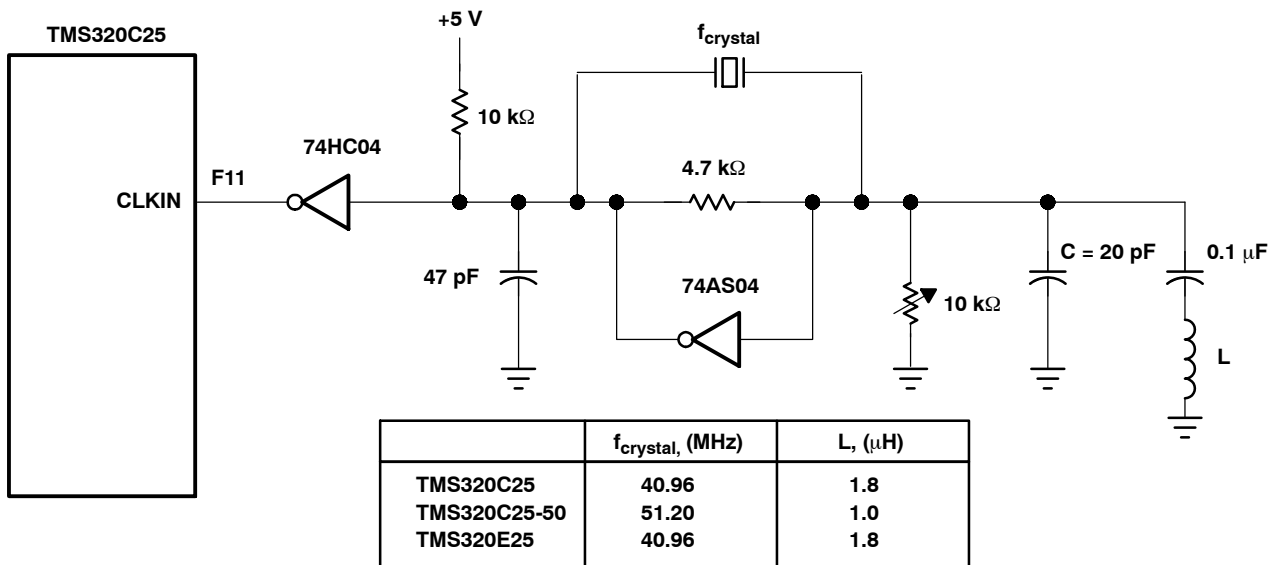 +5 V
TMS320C25
fcrystal
10 kΩ
74HC04
4.7 kΩ
F11
CLKIN
47 pF
74AS04
C = 20 pF
0.1 μF
10 kΩ
L
fcrystal, (MHz) L, (μH)
TMS320C25 40.96 1.8
TMS320C25-50 51.20 1.0
TMS320E25 40.96 1.8